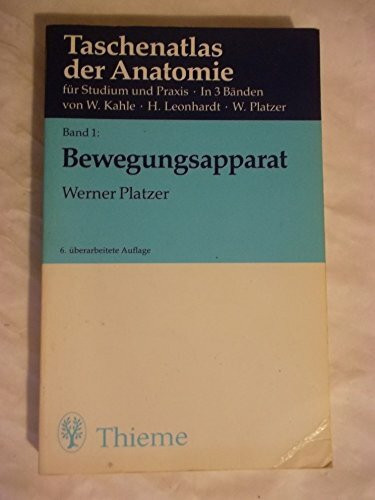 Taschenatlas
der Anatomie
für Studium und Praxis · In 3 Bänden
von W. Kahle · H. Leonhardt · W. Platzer
Band 1:
Bewegungsapparat
Werner Platzer
6. überarbeitete Auflage
Thieme